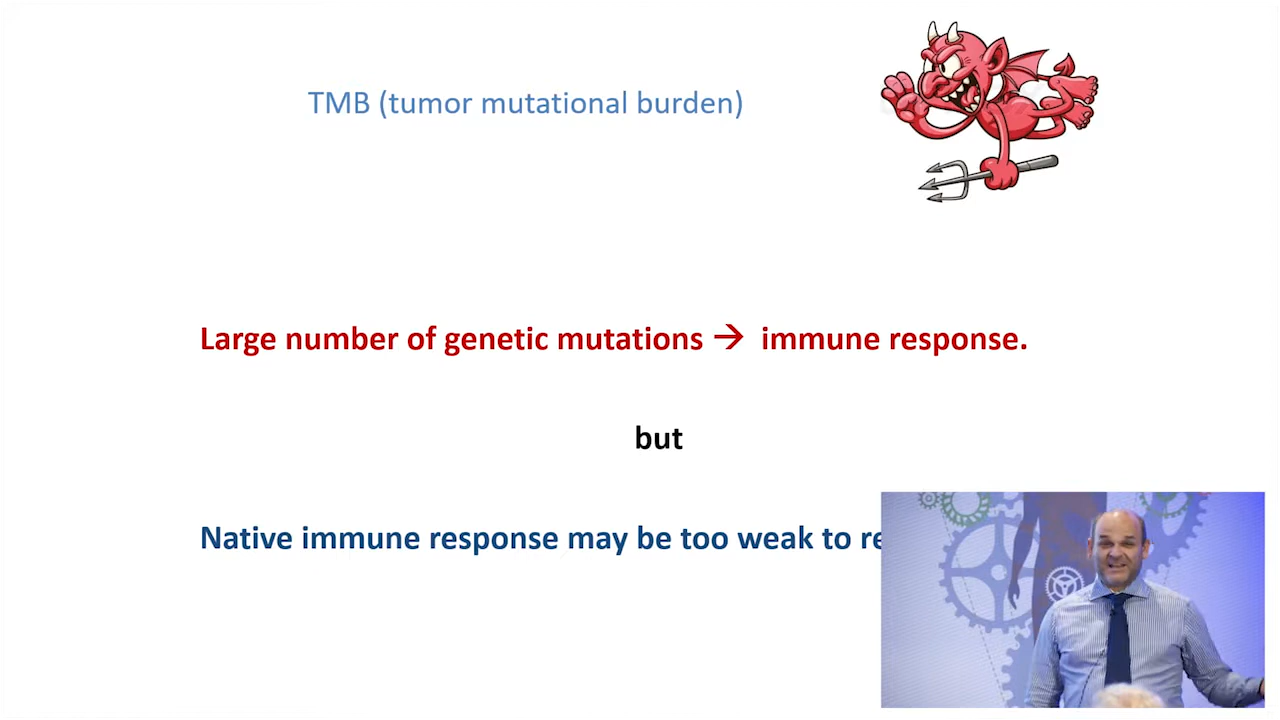 TMB (tumor mutational burden)
Large number of genetic mutations → immune response.
but
Native immune response may be too weak to